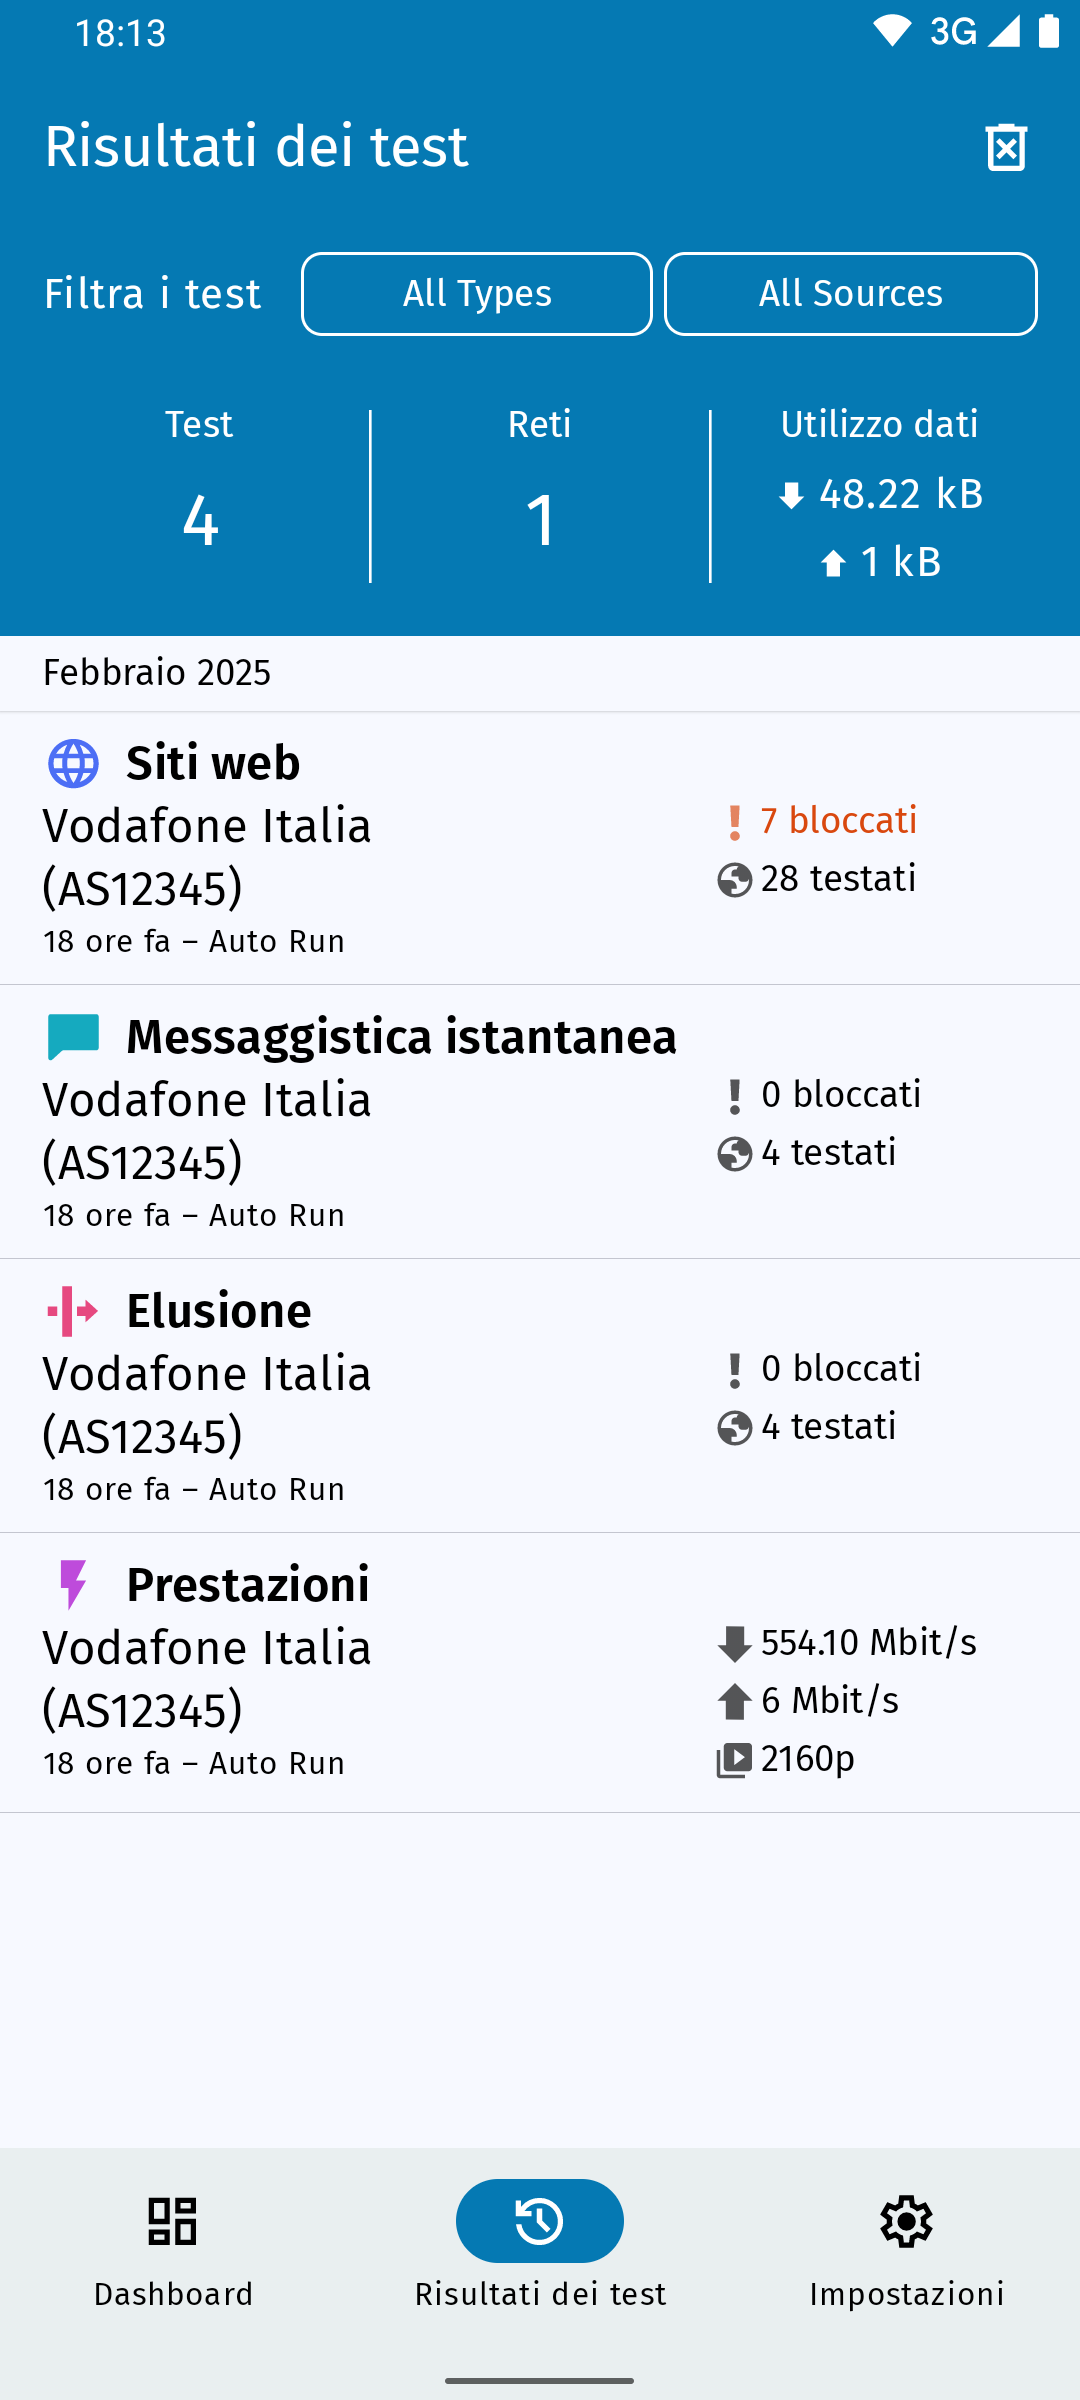 18:13
3G
Risultati dei test
Filtra i test
All Types
All Sources
Test
Reti
Utilizzo dati
4
1
48.22 kB
1 kB
Febbraio 2025
Siti web
Vodafone Italia
(AS12345)
18 ore fa – Auto Run
7 bloccati
28 testati
Messaggistica istantanea
Vodafone Italia
(AS12345)
18 ore fa – Auto Run
0 bloccati
4 testati
Elusione
Vodafone Italia
(AS12345)
18 ore fa – Auto Run
0 bloccati
4 testati
Prestazioni
Vodafone Italia
(AS12345)
18 ore fa – Auto Run
554.10 Mbit/s
6 Mbit/s
2160p
Dashboard
Risultati dei test
Impostazioni